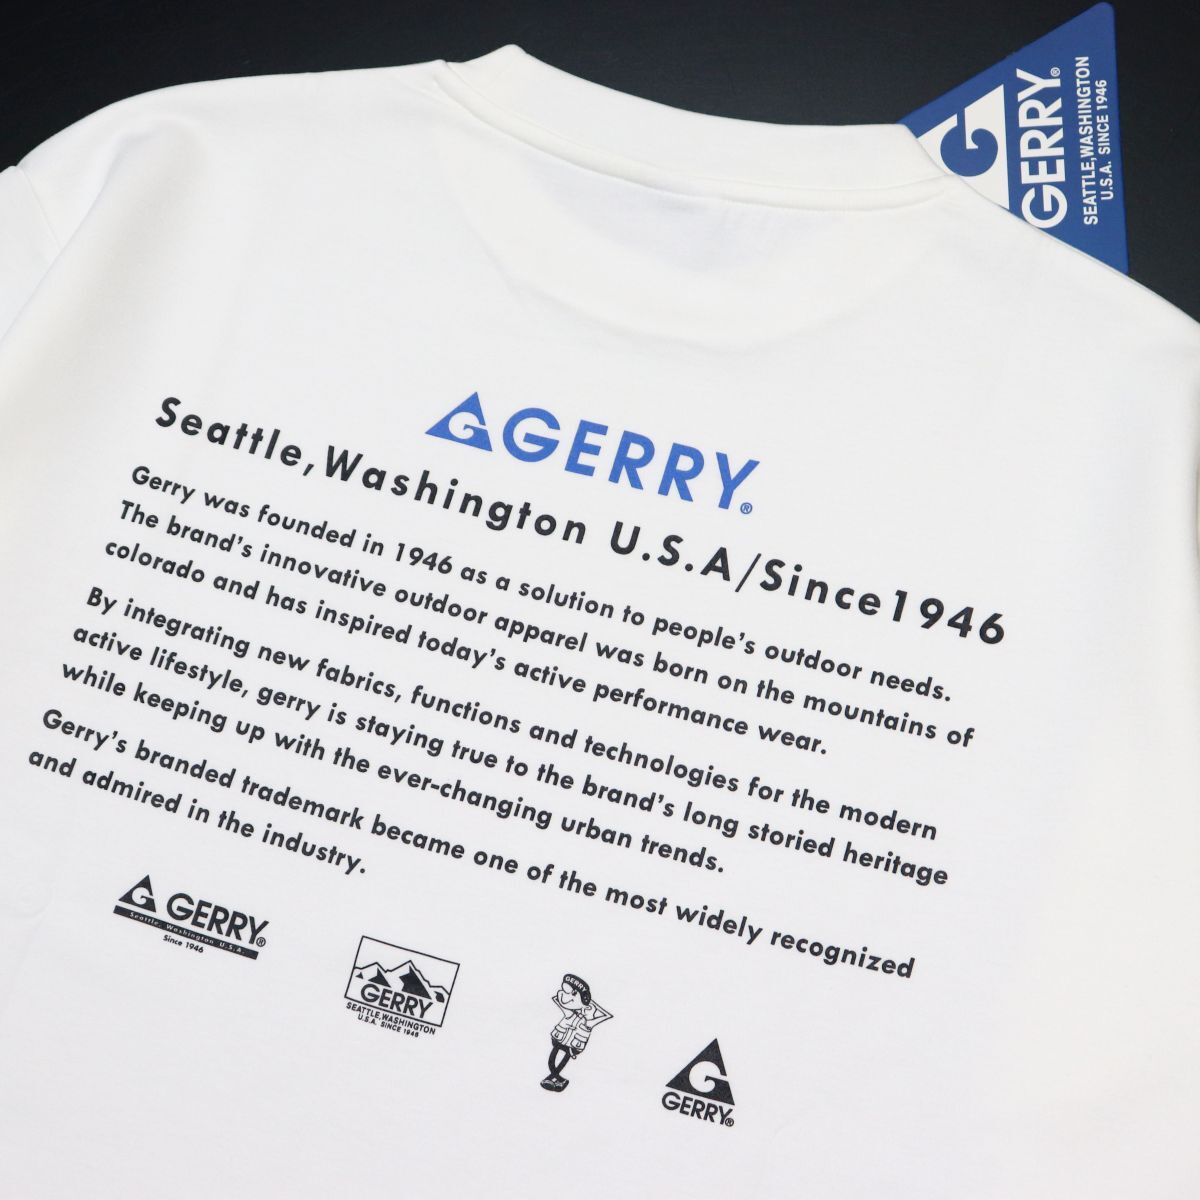 G
GERRY®
SEATTLE,WASHINGTON
U.S.A. SINCE 1946
GGERRY®
Seattle,Washington U.S.A/Since1946
Gerry was founded in 1946 as a solution to people's outdoor needs.
The brand's innovative outdoor apparel was born on the mountains of
colorado and has inspired today's active performance wear.
By integrating new fabrics, functions and technologies for the modern
active lifestyle, gerry is staying true to the brand's long storied heritage
while keeping up with the ever-changing urban trends.
Gerry's branded trademark became one of the most widely recognized
and admired in the industry.
G GERRY®
Seattle, Washington U.S.A.
Since 1946
GERRY
SEATTLE,WASHINGTON
U.S.A. SINCE 1946
GERRY
G
GERRY®